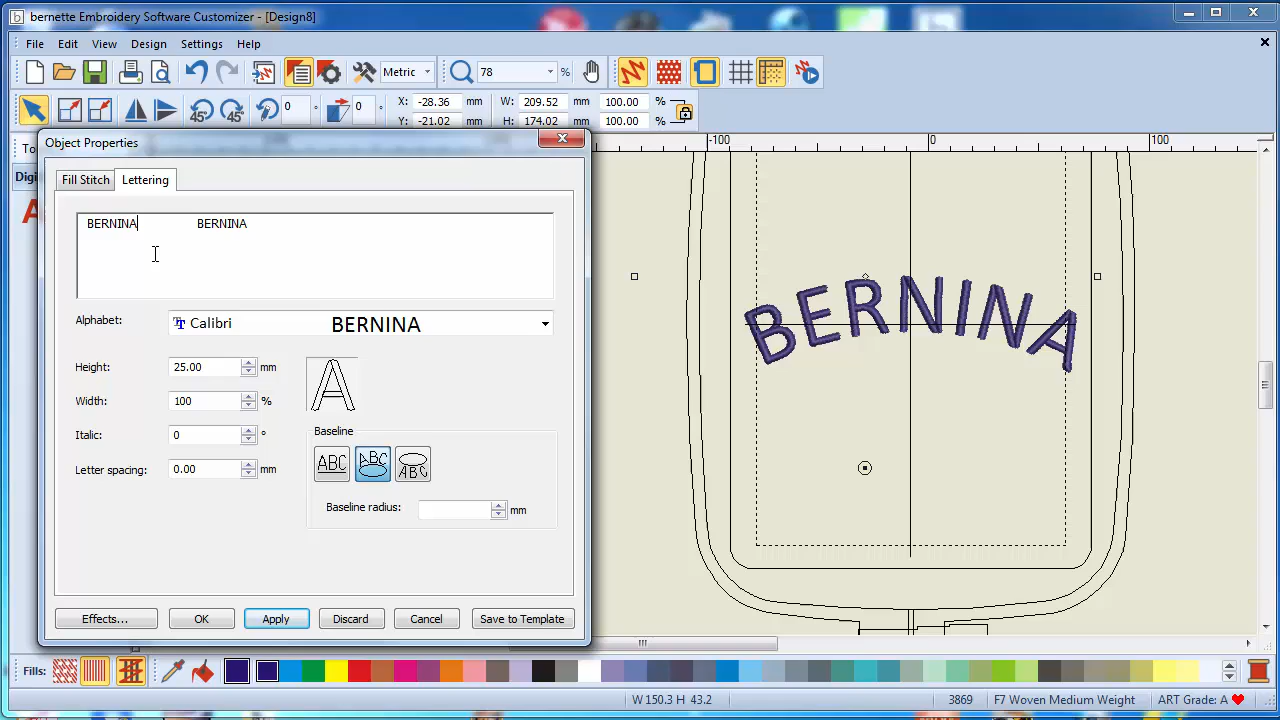 bernette Embroidery Software Customizer - [Design8]
File Edit View Design Settings Help
Metric 78 %
45° 45° 0 ° 0 ° X: -28.36 mm W: 209.52 mm 100.00 %
Y: -21.02 mm H: 174.02 mm 100.00 %
To
Digi
Object Properties
Fill Stitch Lettering
BERNINA BERNINA
Alphabet: Calibri BERNINA
Height: 25.00 mm
Width: 100 %
Italic: 0 °
Letter spacing: 0.00 mm
A
Baseline
ABC ABC ABC
Baseline radius: mm
Effects... OK Apply Discard Cancel Save to Template
-100 0 100
BERNINA
Fills:
W 150.3 H 43.2 3869 F7 Woven Medium Weight ART Grade: A